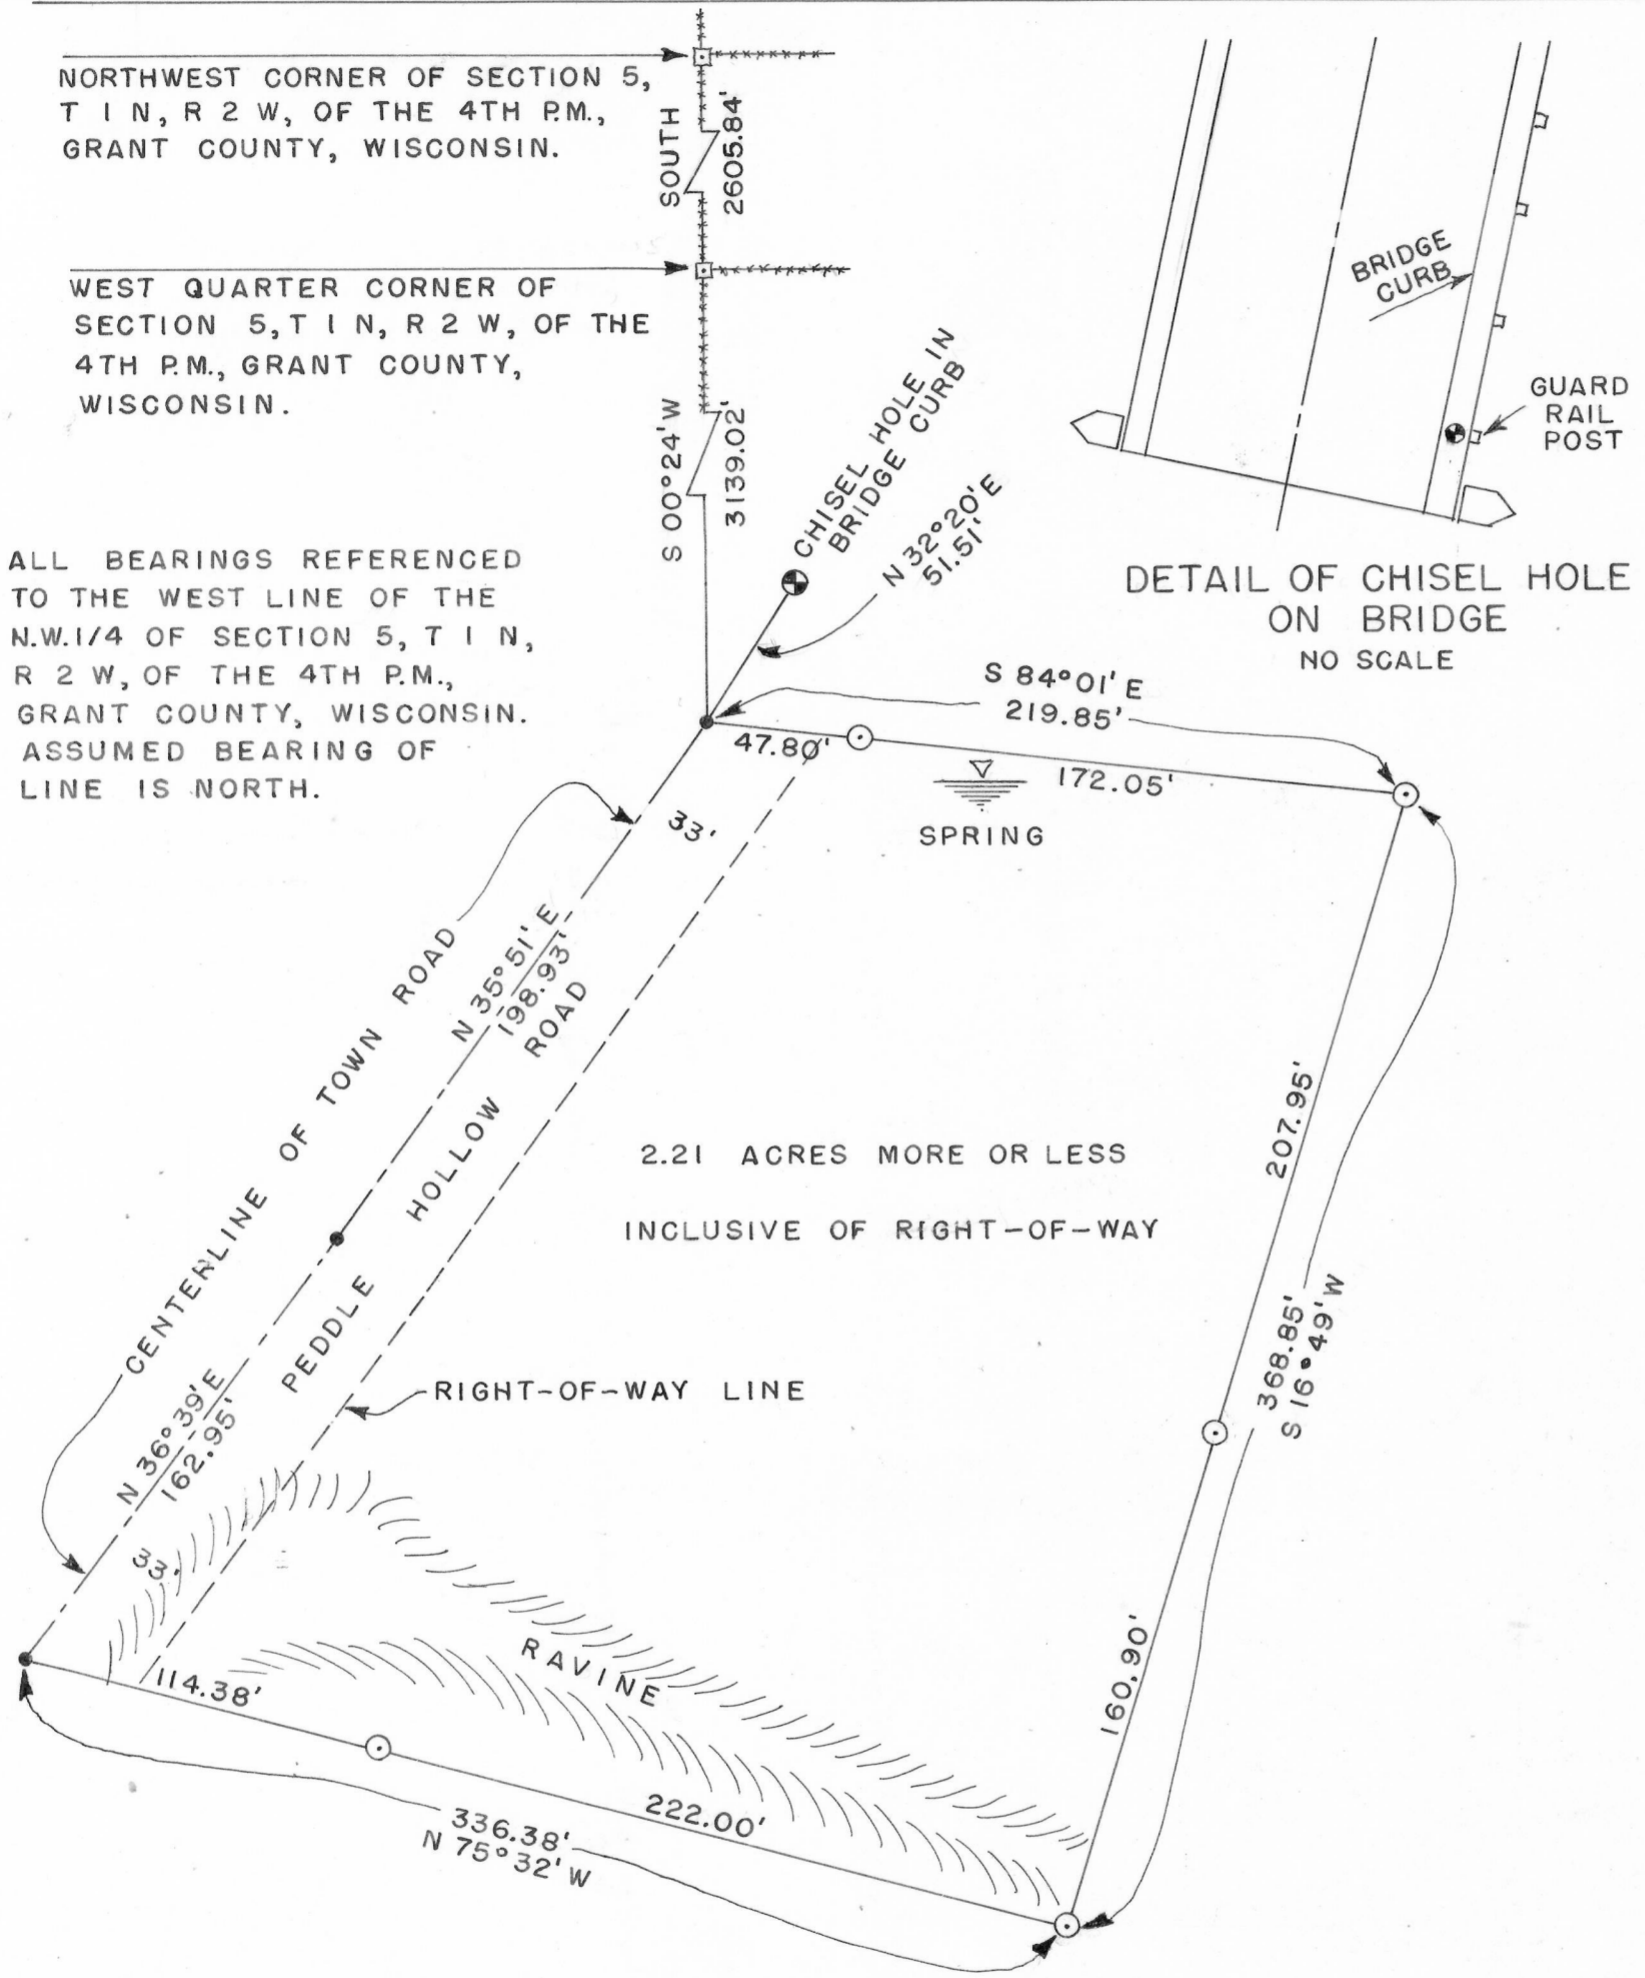 NORTHWEST CORNER OF SECTION 5,
T I N, R 2 W, OF THE 4TH P.M.,
GRANT COUNTY, WISCONSIN.
SOUTH
2605.84'
WEST QUARTER CORNER OF
SECTION 5, T I N, R 2 W, OF THE
4TH P.M., GRANT COUNTY,
WISCONSIN.
S 00°24'W
3139.02'
CHISEL HOLE IN
BRIDGE CURB
N 32°20'E
51.51'
BRIDGE
CURB
GUARD
RAIL
POST
DETAIL OF CHISEL HOLE
ON BRIDGE
NO SCALE
ALL BEARINGS REFERENCED
TO THE WEST LINE OF THE
N.W.1/4 OF SECTION 5, T I N,
R 2 W, OF THE 4TH P.M.,
GRANT COUNTY, WISCONSIN.
ASSUMED BEARING OF
LINE IS NORTH.
S 84°01' E
219.85'
47.80'
172.05'
SPRING
33'
CENTERLINE OF TOWN ROAD
N 35°51' E
198.93'
PEDDLE HOLLOW ROAD
207.95'
2.21 ACRES MORE OR LESS
INCLUSIVE OF RIGHT-OF-WAY
368.85'
S 16°49'W
RIGHT-OF-WAY LINE
N 36°39'E
162.95'
33'
RAVINE
160.90'
114.38'
222.00'
336.38'
N 75°32'W